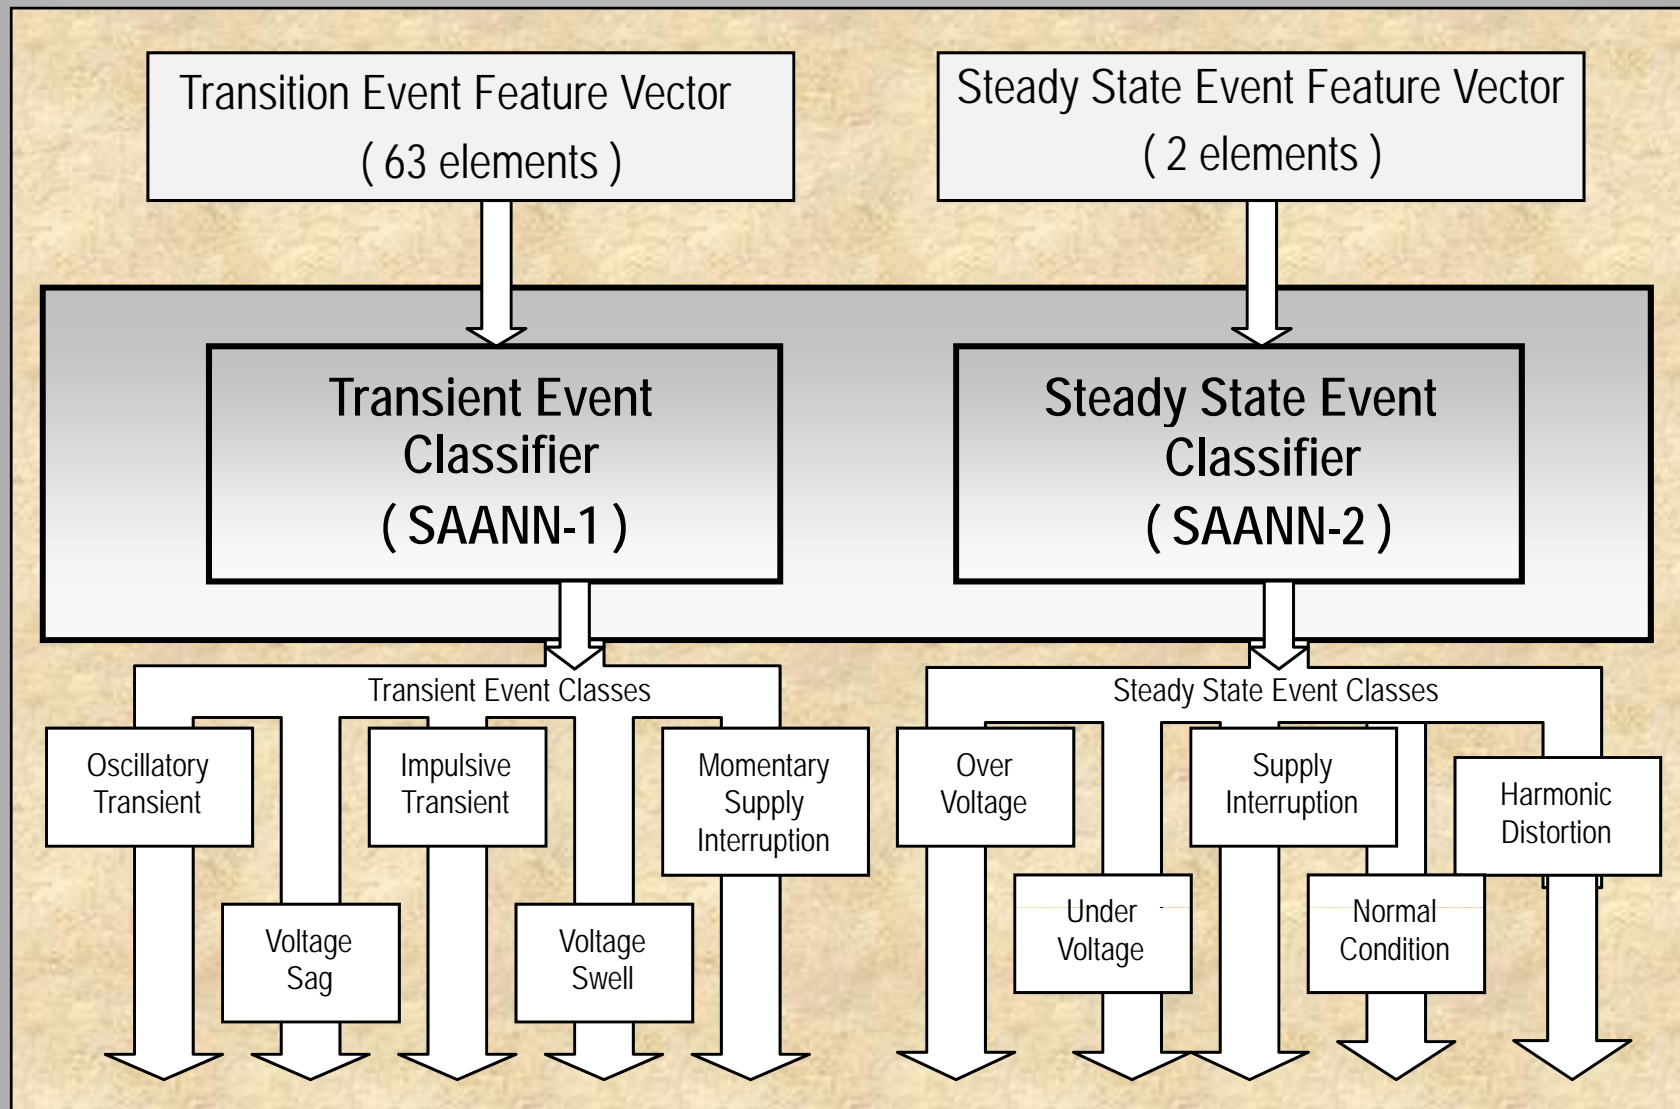 Transition Event Feature Vector
( 63 elements )
Steady State Event Feature Vector
( 2 elements )
Transient Event
Classifier
( SAANN-1 )
Steady State Event
Classifier
( SAANN-2 )
Transient Event Classes
Steady State Event Classes
Oscillatory
Transient
Impulsive
Transient
Momentary
Supply
Interruption
Voltage
Sag
Voltage
Swell
Over
Voltage
Supply
Interruption
Harmonic
Distortion
Under
Voltage
Normal
Condition